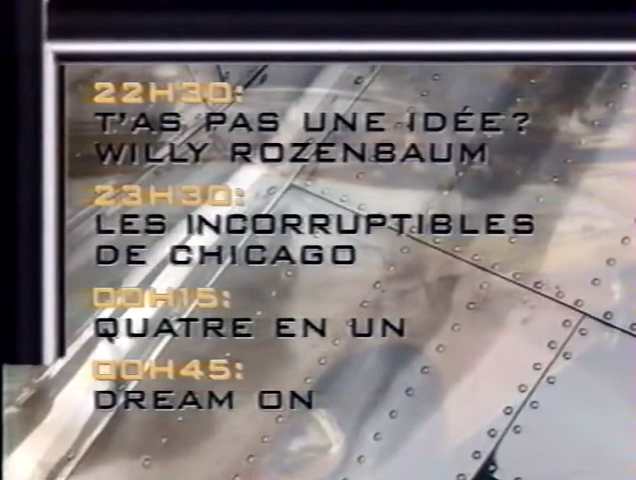 22H30:
T'AS PAS UNE IDÉE?
WILLY ROZENBAUM
23H30:
LES INCORRUPTIBLES
DE CHICAGO
00H15:
QUATRE EN UN
00H45:
DREAM ON